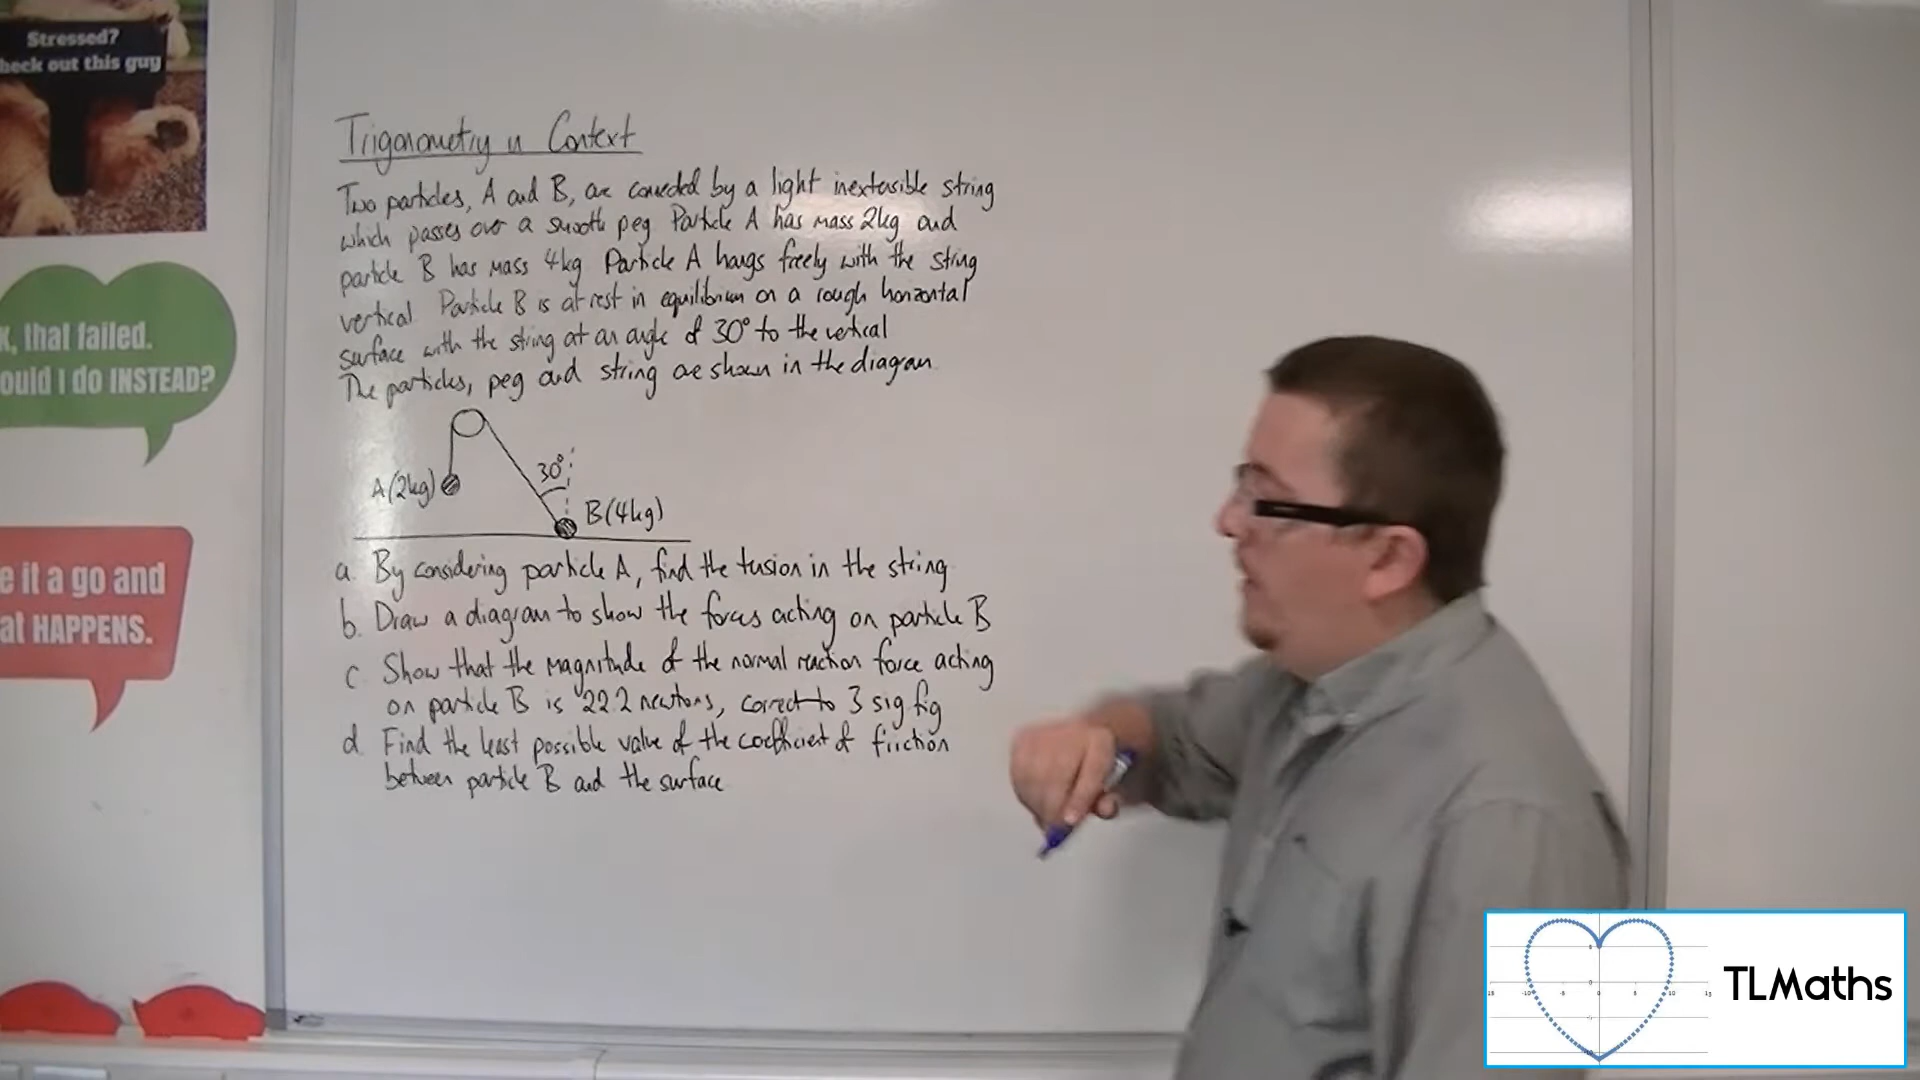 Stressed?
heck out this guy
k, that failed.
ould I do INSTEAD?
e it a go and
at HAPPENS.
Trigonometry in Context
Two particles, A and B, are connected by a light inextensible string
which passes over a smooth peg. Particle A has mass 2kg and
particle B has mass 4kg. Particle A hangs freely with the string
vertical. Particle B is at rest in equilibrium on a rough horizontal
surface with the string at an angle of 30° to the vertical
The particles, peg and string are shown in the diagram.
30°
A(2kg)
B(4kg)
a. By considering particle A, find the tension in the string
b. Draw a diagram to show the forces acting on particle B
c Show that the magnitude of the normal reaction force acting
on particle B is 22.2 newtons, correct to 3 sig fig
d. Find the least possible value of the coefficient of friction
between particle B and the surface
TLMaths